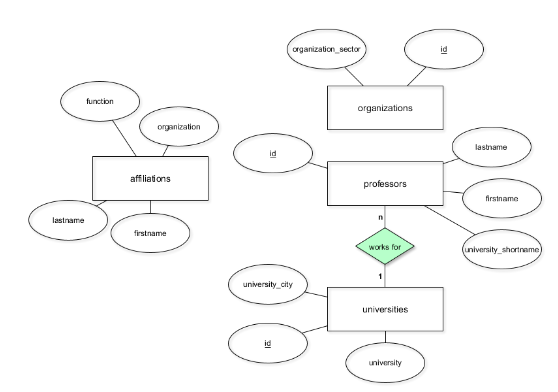 organization_sector
id
function
organization
organizations
lastname
id
affiliations
professors
firstname
lastname
firstname
n
works for
university_shortname
1
university_city
universities
id
university